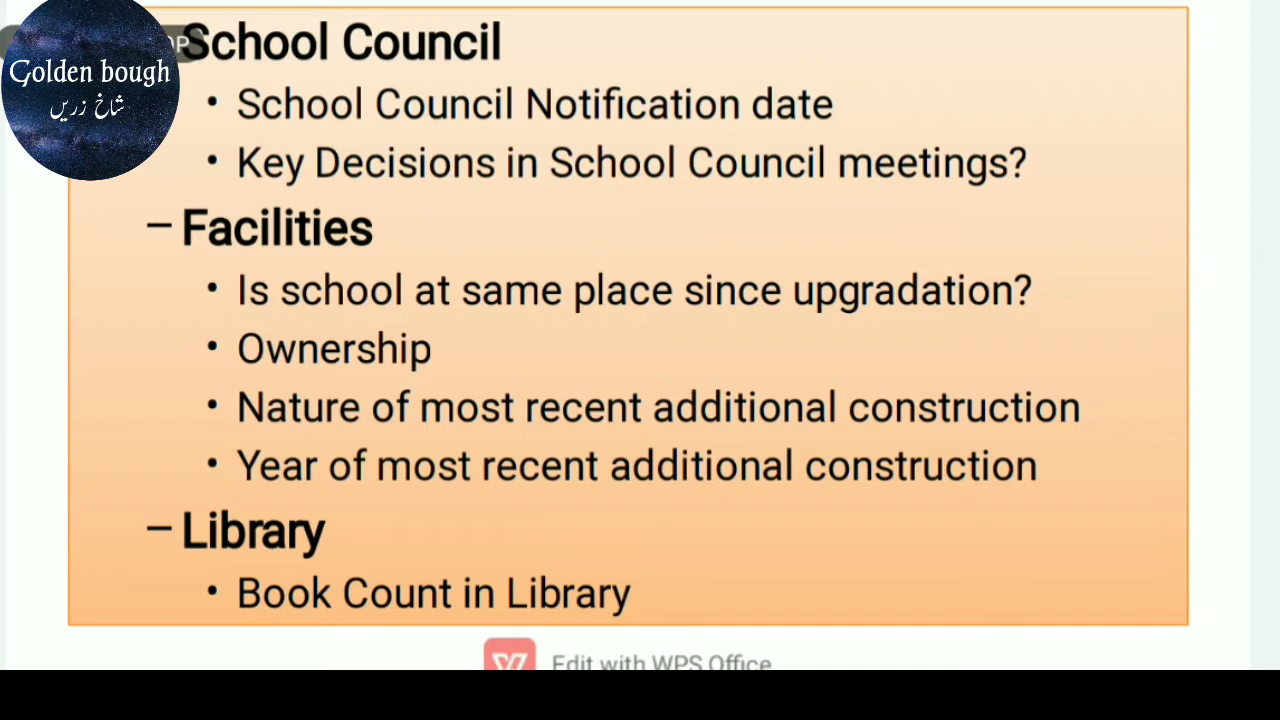 School Council
Golden bough
شاخ زریں
• School Council Notification date
• Key Decisions in School Council meetings?
– Facilities
• Is school at same place since upgradation?
• Ownership
• Nature of most recent additional construction
• Year of most recent additional construction
– Library
• Book Count in Library
Edit with WPS Office